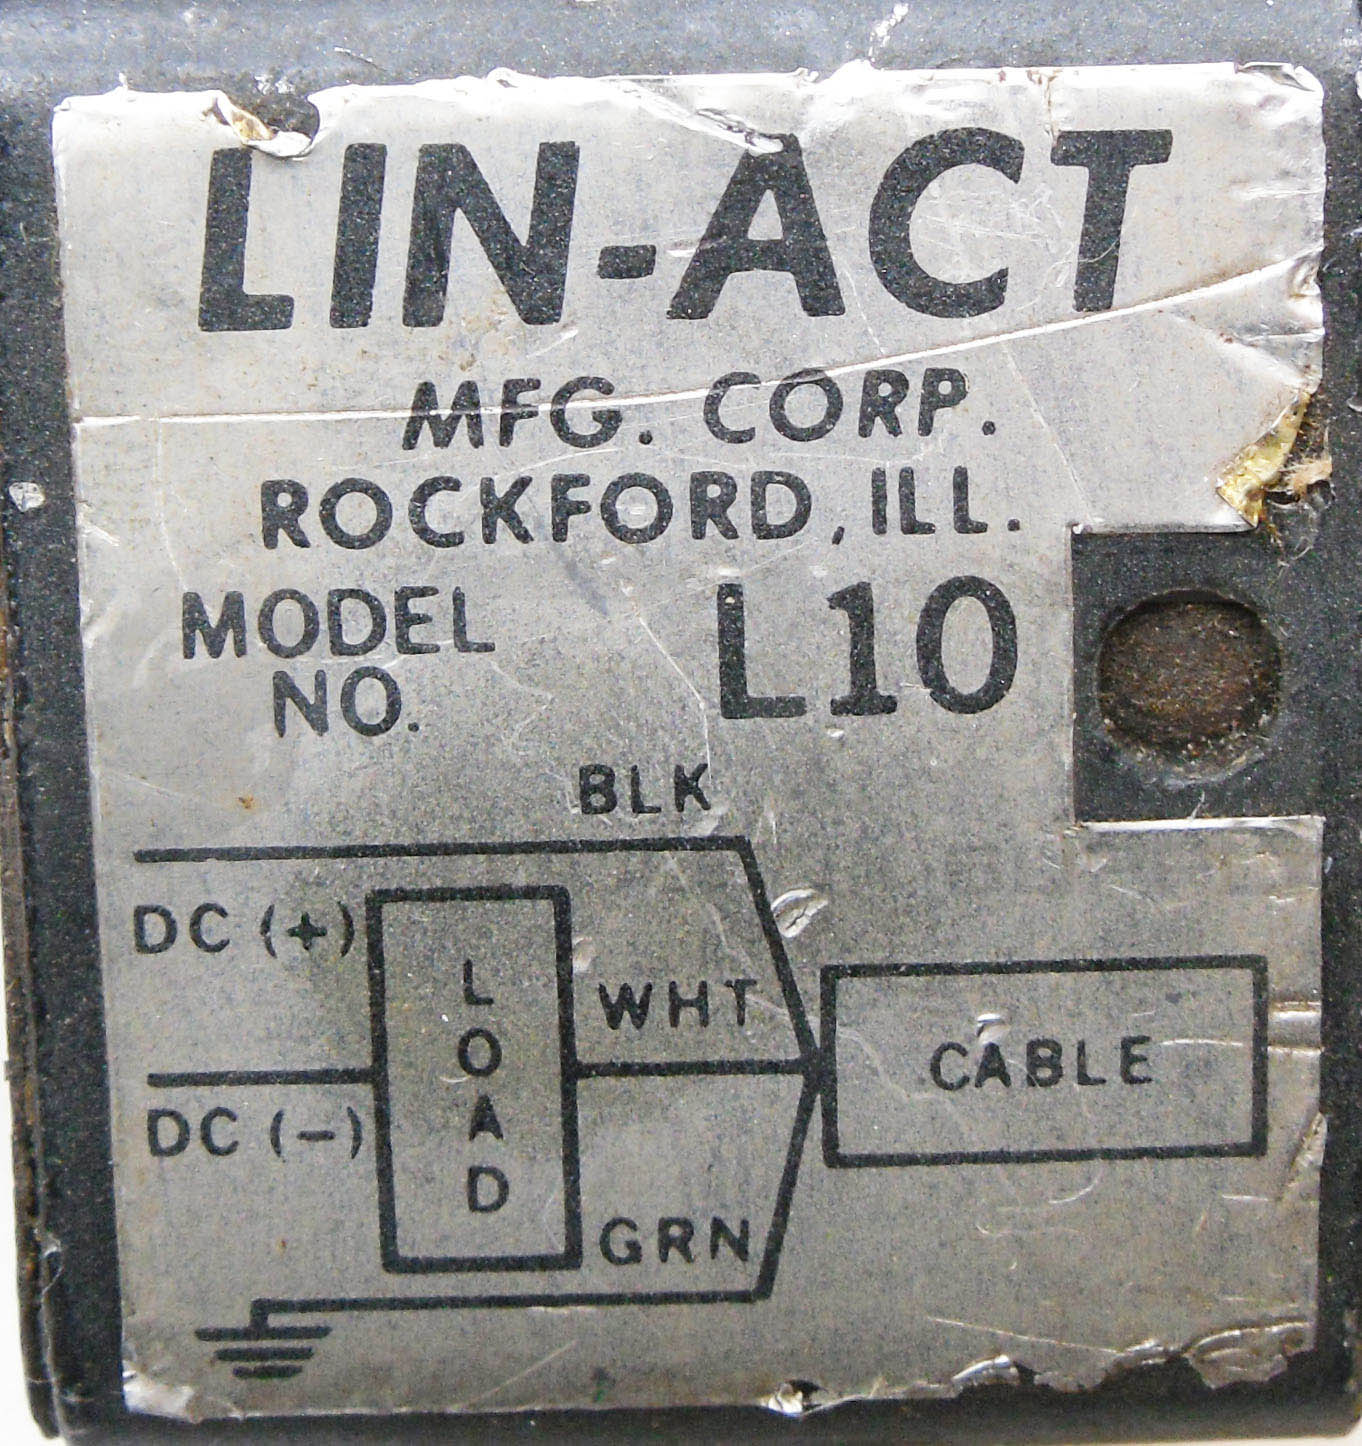 LIN-ACT
MFG. CORP.
ROCKFORD, ILL.
MODEL
NO.
L10
BLK
DC (+)
LOAD
WHT
CABLE
DC (-)
GRN